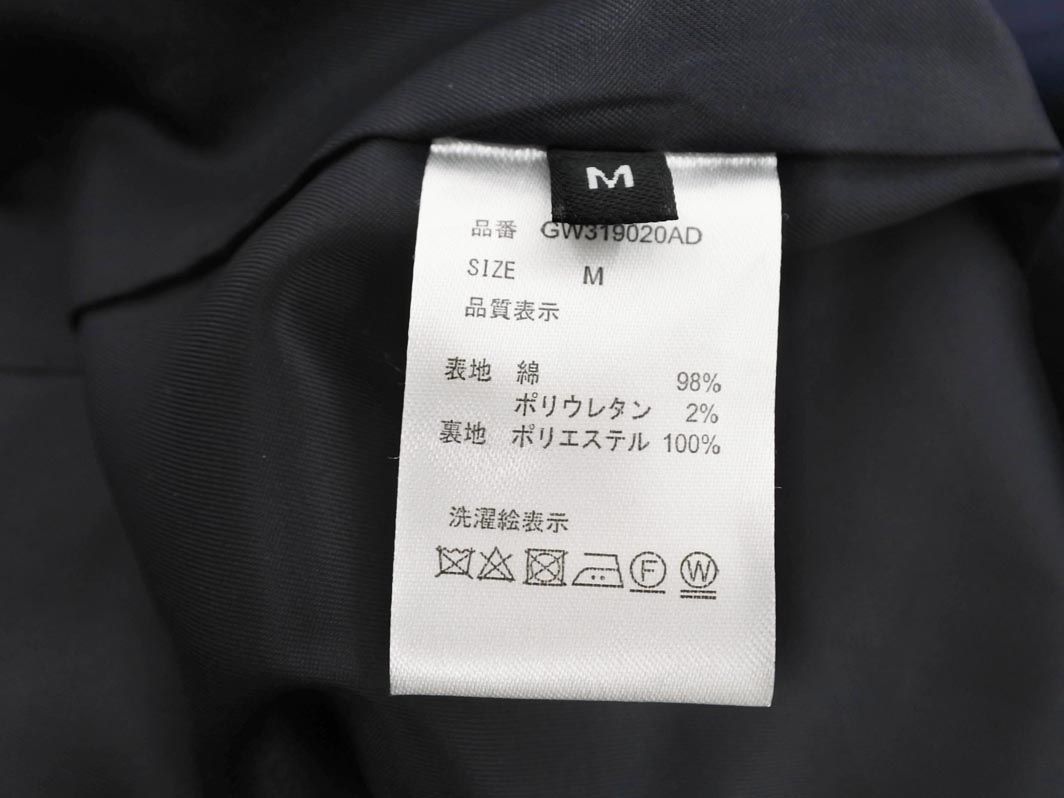 M
品番 GW319020AD
SIZE M
品質表示
表地 綿 98%
ポリウレタン 2%
裏地 ポリエステル 100%
洗濯絵表示
F W